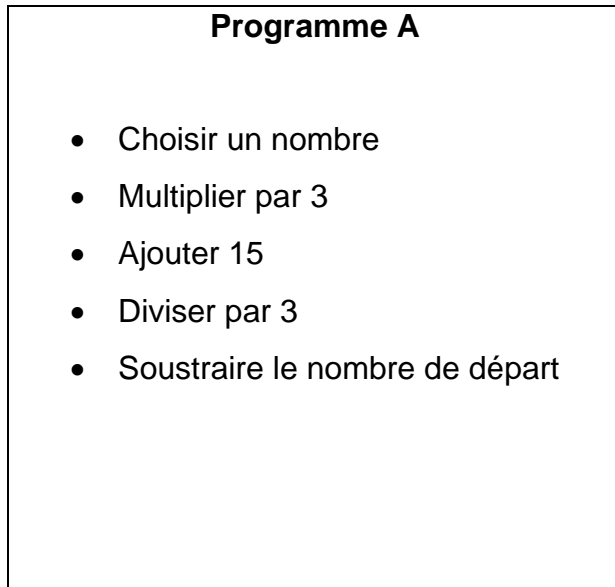 Programme A
• Choisir un nombre
• Multiplier par 3
• Ajouter 15
• Diviser par 3
• Soustraire le nombre de départ